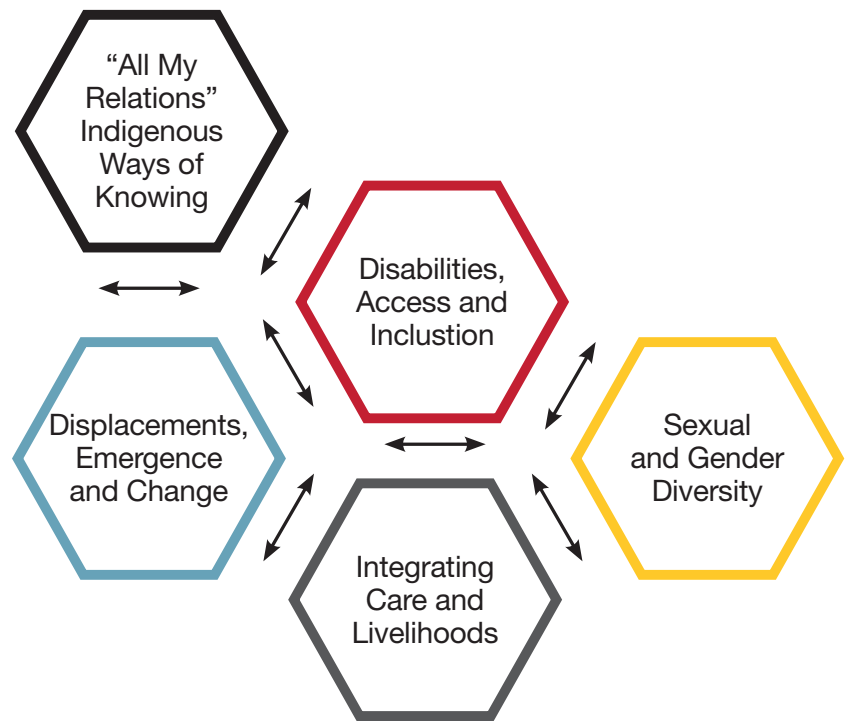 “All My
Relations”
Indigenous
Ways of
Knowing
Disabilities,
Access and
Inclustion
Displacements,
Emergence
and Change
Sexual
and Gender
Diversity
Integrating
Care and
Livelihoods